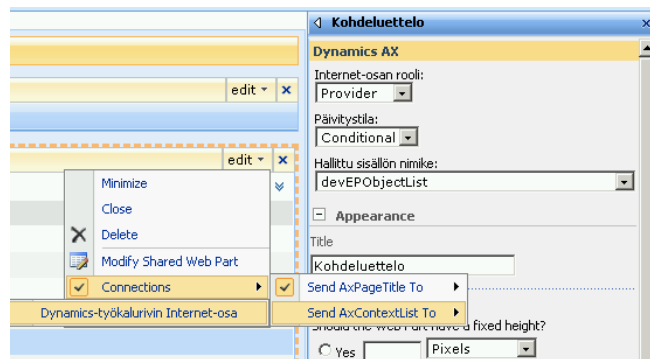 Kohdeluettelo
Dynamics AX
Internet-osan rooli:
Provider
Päivitystila:
Conditional
Hallittu sisällön nimike:
devEPObjectList
Appearance
Title
Kohdeluettelo
Should the Web Part have a fixed height?
Yes
Pixels
edit
edit
Minimize
Close
Delete
Modify Shared Web Part
Connections
Send AxPageTitle To
Dynamics-työkalurivin Internet-osa
Send AxContextList To